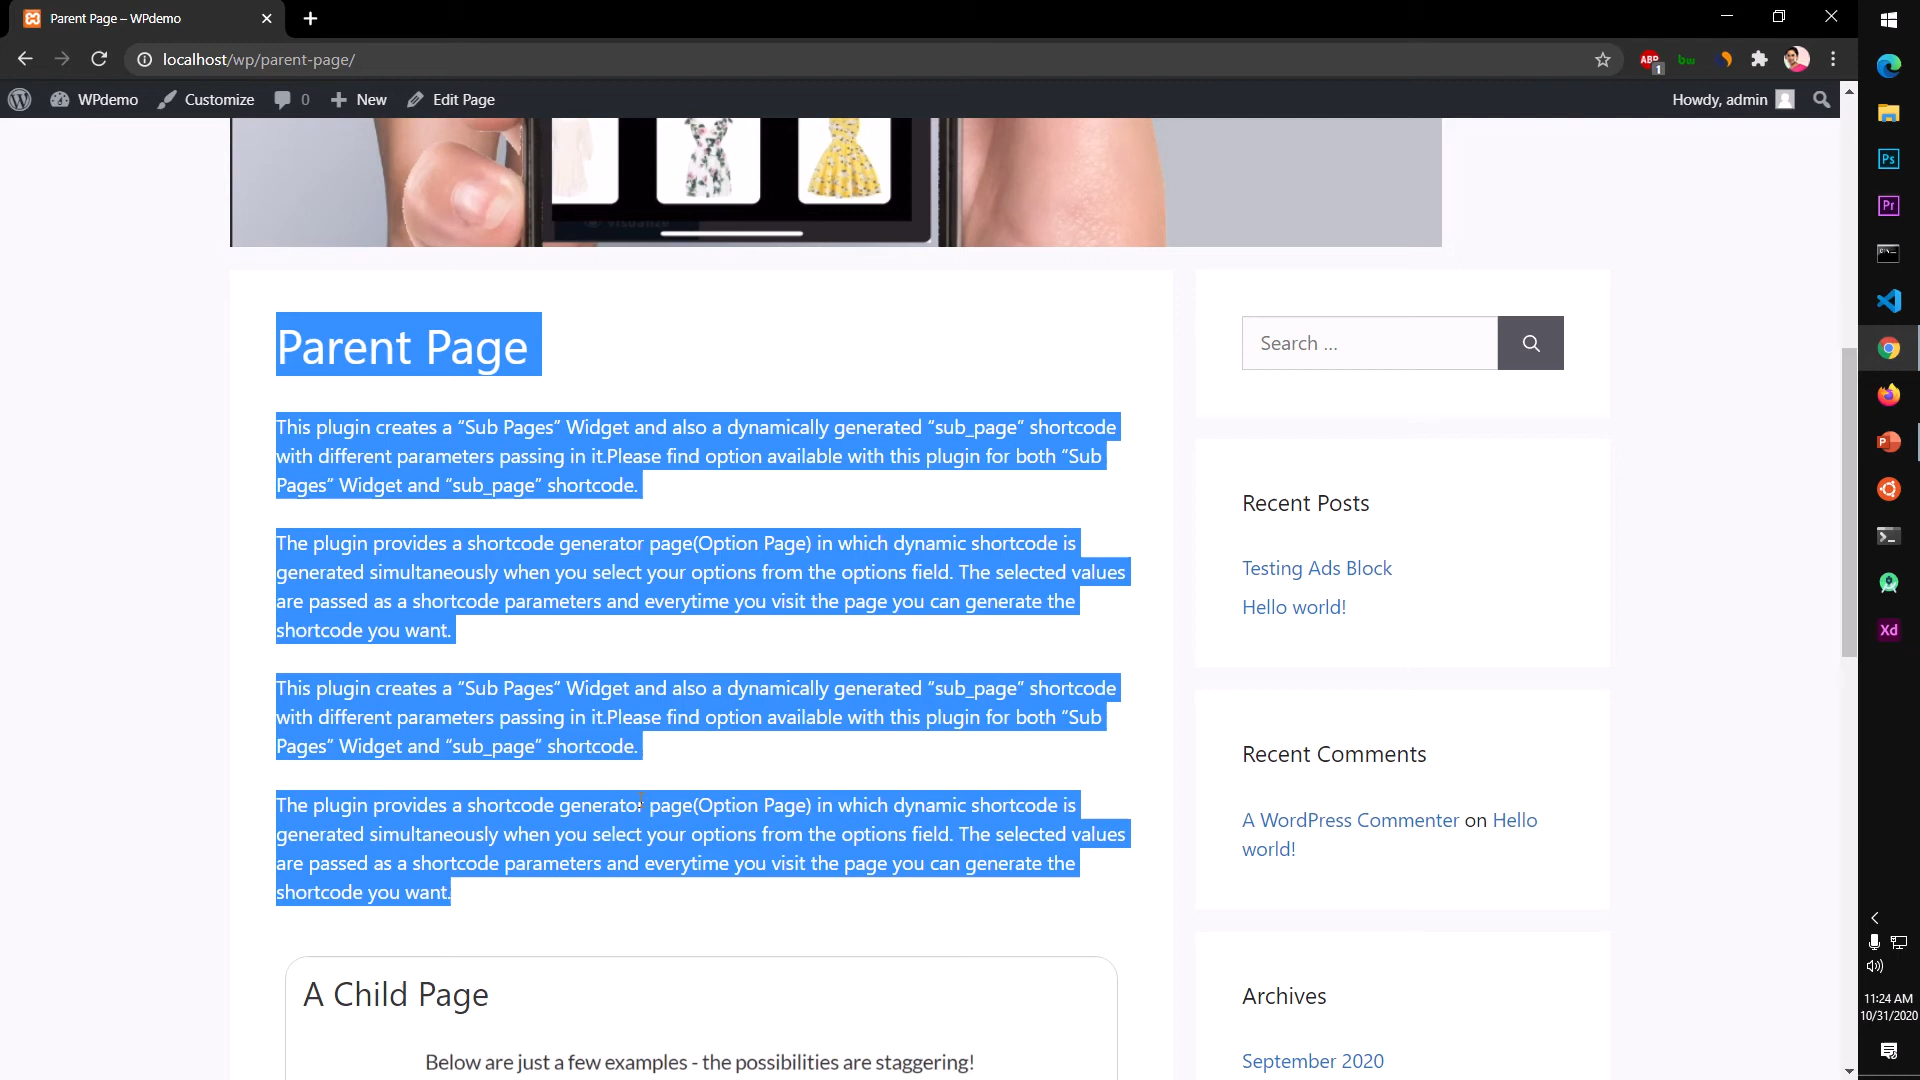 Parent Page – WPdemo
localhost/wp/parent-page/
ABP
1
bw
WPdemo
Customize
0
New
Edit Page
Howdy, admin
Parent Page
This plugin creates a “Sub Pages” Widget and also a dynamically generated “sub_page” shortcode
with different parameters passing in it.Please find option available with this plugin for both “Sub
Pages” Widget and “sub_page” shortcode.
The plugin provides a shortcode generator page(Option Page) in which dynamic shortcode is
generated simultaneously when you select your options from the options field. The selected values
are passed as a shortcode parameters and everytime you visit the page you can generate the
shortcode you want.
This plugin creates a “Sub Pages” Widget and also a dynamically generated “sub_page” shortcode
with different parameters passing in it.Please find option available with this plugin for both “Sub
Pages” Widget and “sub_page” shortcode.
The plugin provides a shortcode generator page(Option Page) in which dynamic shortcode is
generated simultaneously when you select your options from the options field. The selected values
are passed as a shortcode parameters and everytime you visit the page you can generate the
shortcode you want.
A Child Page
Below are just a few examples - the possibilities are staggering!
Search ...
Recent Posts
Testing Ads Block
Hello world!
Recent Comments
A WordPress Commenter on Hello
world!
Archives
September 2020
Ps
Pr
P
Xd
11:24 AM
10/31/2020